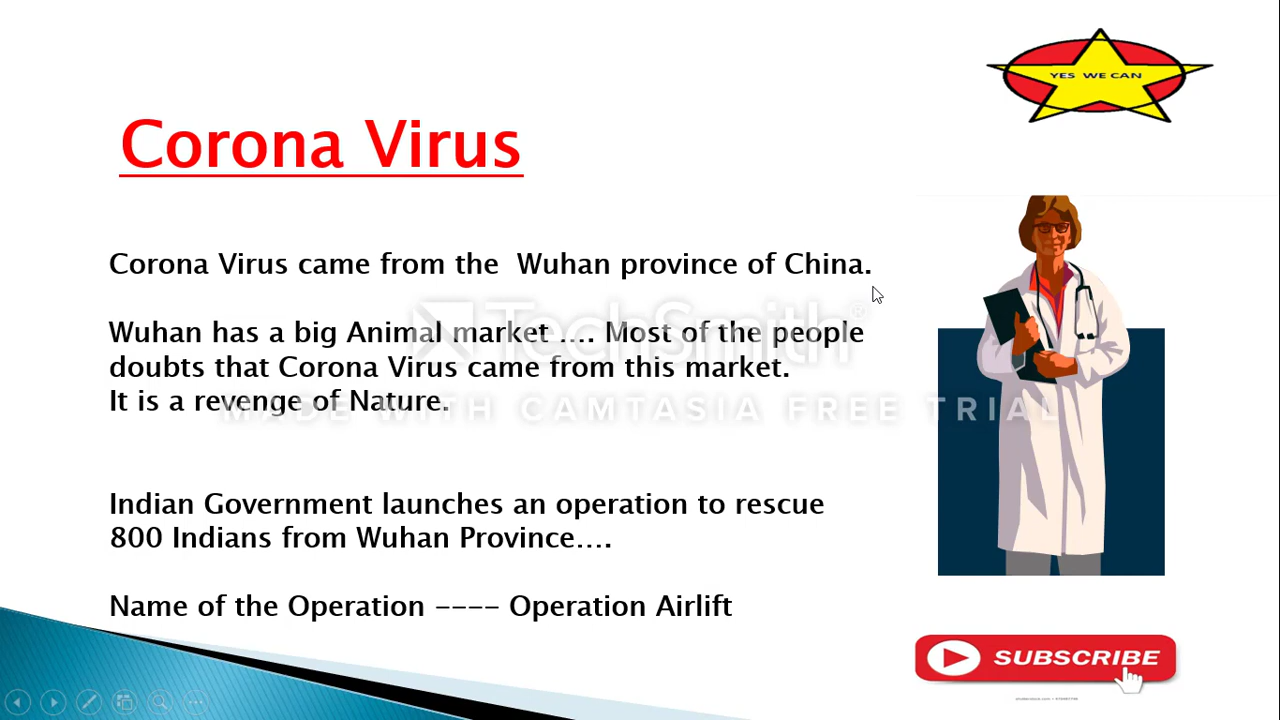 YES WE CAN
Corona Virus
Corona Virus came from the Wuhan province of China.
Wuhan has a big Animal market .... Most of the people
doubts that Corona Virus came from this market.
It is a revenge of Nature.
TechSmith®
MADE WITH CAMTASIA FREE TRIAL
Indian Government launches an operation to rescue
800 Indians from Wuhan Province....
Name of the Operation ---- Operation Airlift
SUBSCRIBE